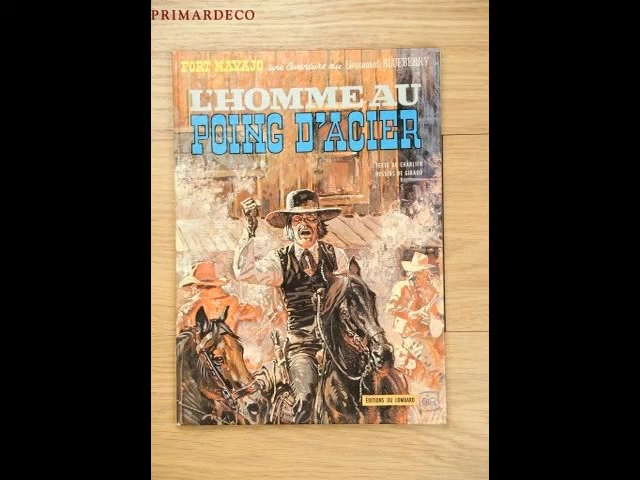 PRIMARDECO
FORT NAVAJO une aventure du lieutenant BLUEBERRY
L'HOMME AU
POING D'ACIER
TEXTE DE CHARLIER
DESSINS DE GIRAUD
ÉDITIONS DU LOMBARD